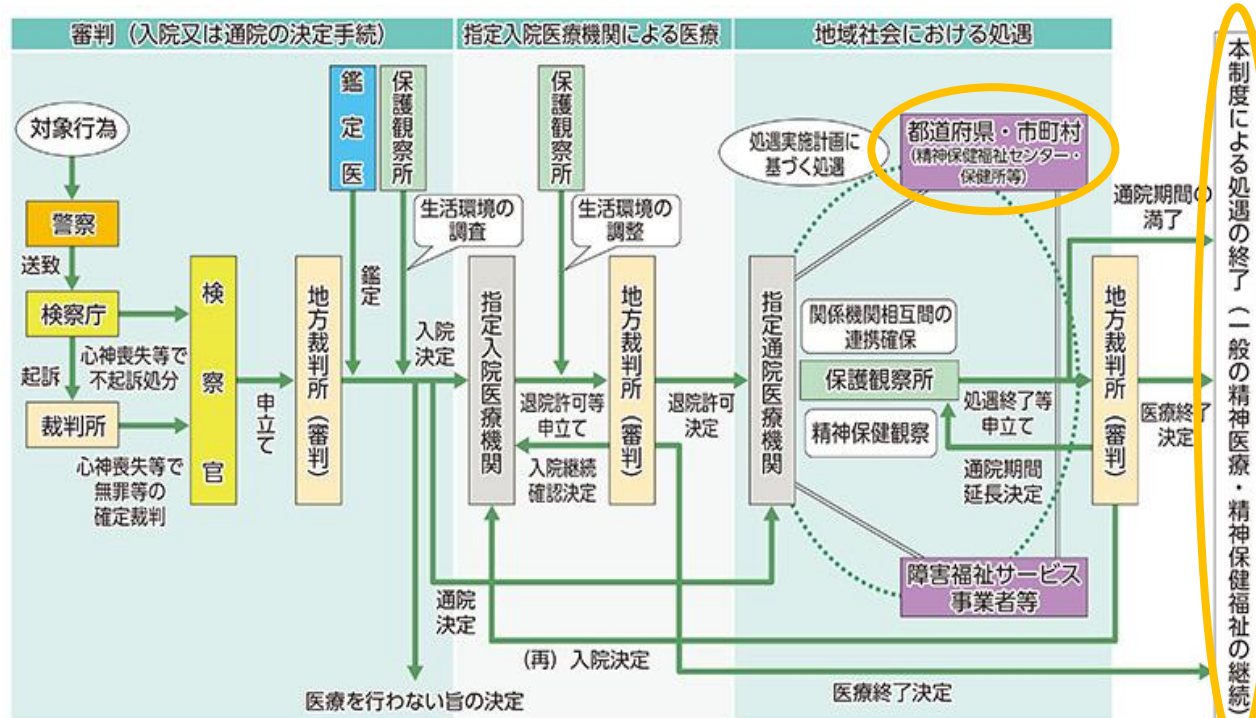 審判（入院又は通院の決定手続）
指定入院医療機関による医療
地域社会における処遇
対象行為
警察
送致
検察庁
起訴
心神喪失等で
不起訴処分
裁判所
心神喪失等で
無罪等の
確定裁判
検察官
申立て
地方裁判所（審判）
鑑定医
保護観察所
鑑定
生活環境の
調査
入院
決定
通院
決定
医療を行わない旨の決定
指定入院医療機関
保護観察所
生活環境の
調整
退院許可等
申立て
入院継続
確認決定
地方裁判所（審判）
退院許可
決定
（再）入院決定
医療終了決定
処遇実施計画に
基づく処遇
都道府県・市町村
（精神保健福祉センター・
保健所等）
指定通院医療機関
関係機関相互間の
連携確保
保護観察所
精神保健観察
処遇終了等
申立て
通院期間
延長決定
障害福祉サービス
事業者等
地方裁判所（審判）
通院期間の
満了
医療終了
決定
本制度による処遇の終了（一般の精神医療・精神保健福祉の継続）